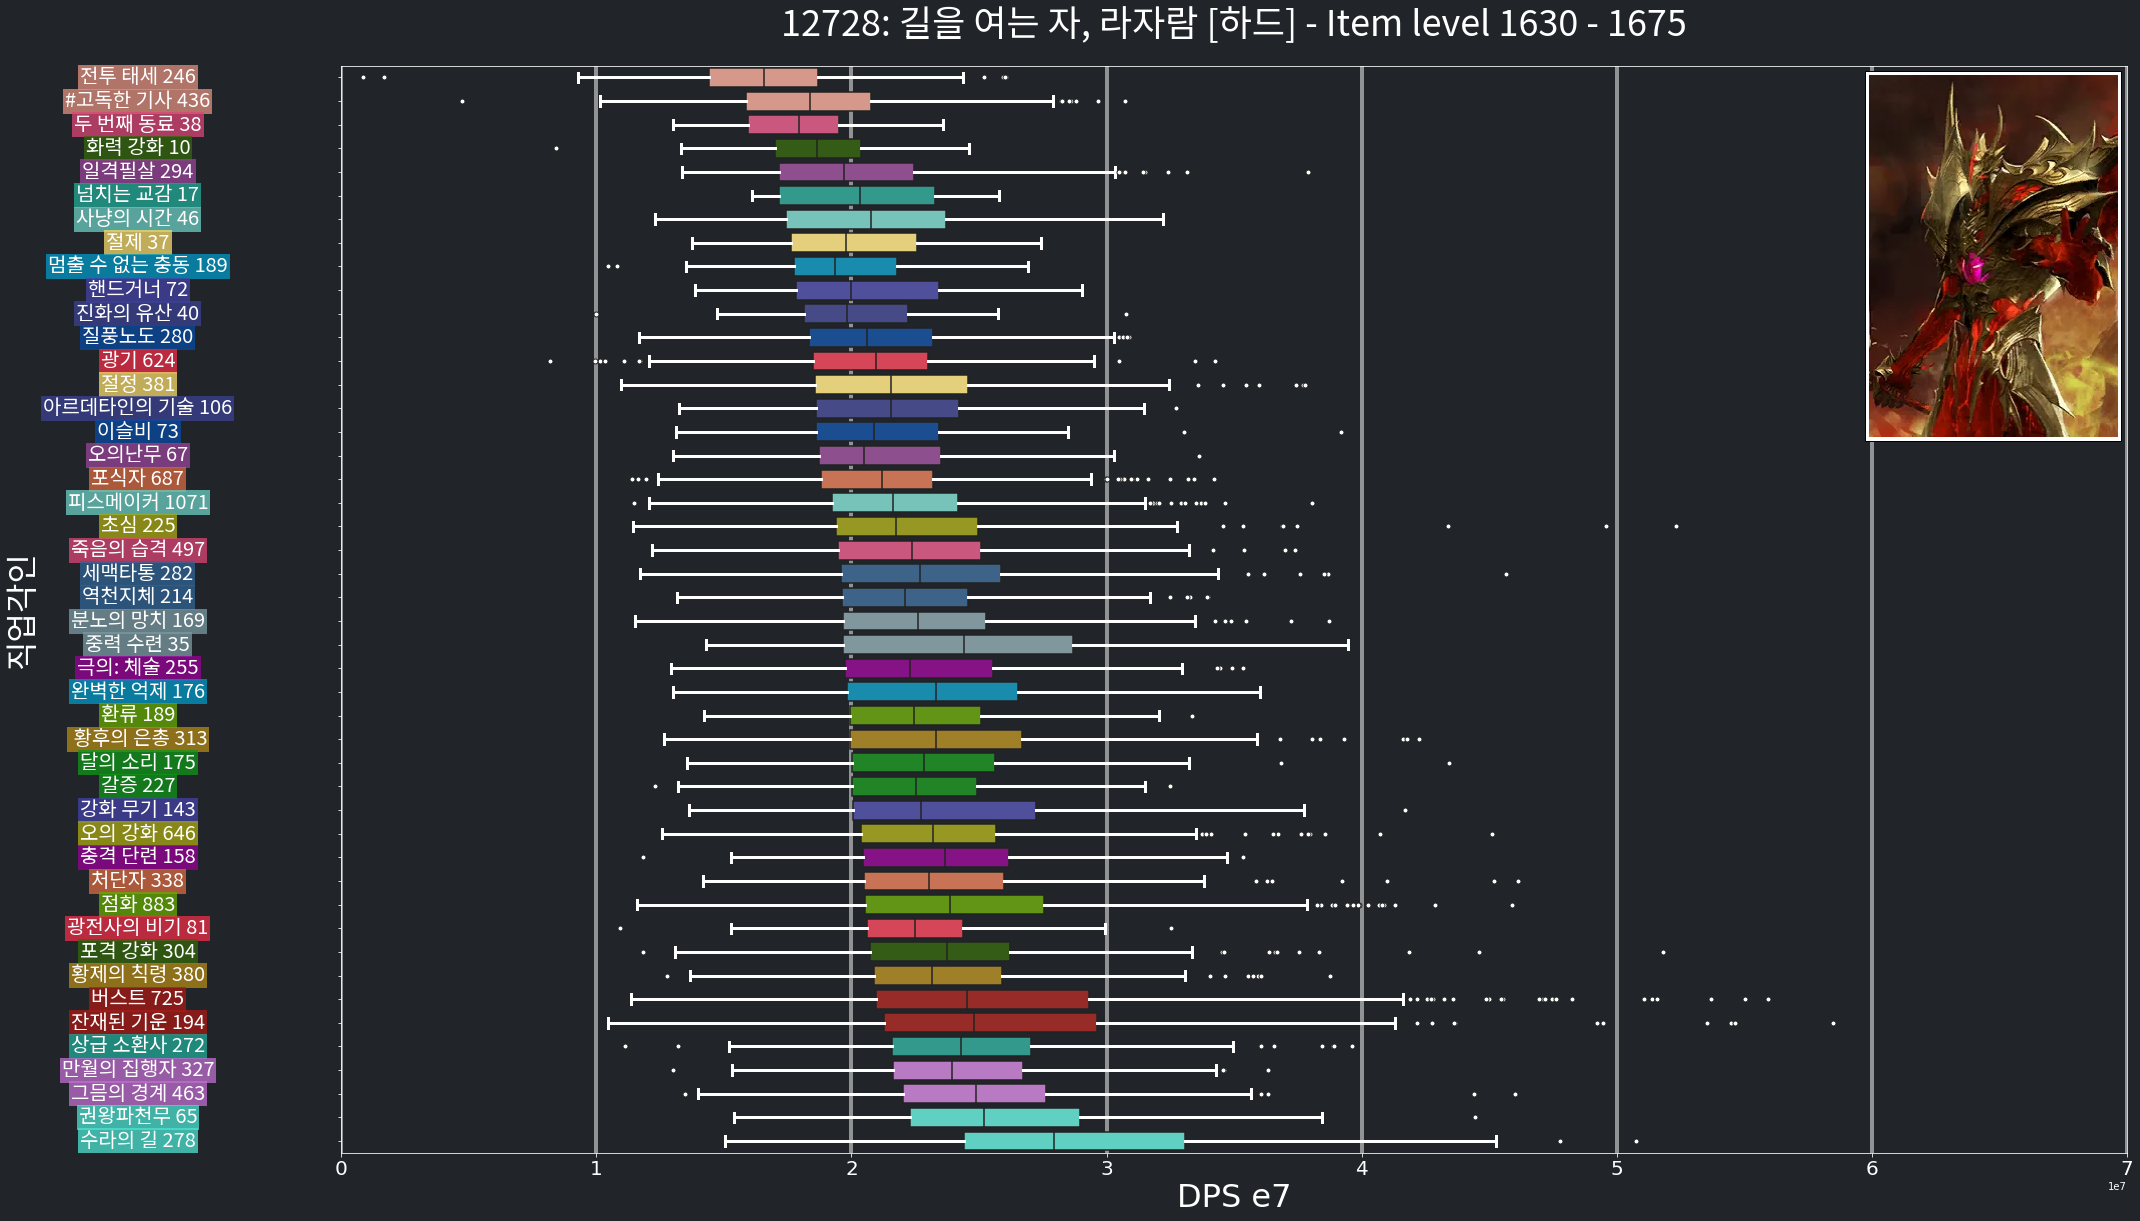 12728: 길을 여는 자, 라자람 [하드] - Item level 1630 - 1675
직업각인
전투 태세 246
#고독한 기사 436
두 번째 동료 38
화력 강화 10
일격필살 294
넘치는 교감 17
사냥의 시간 46
절제 37
멈출 수 없는 충동 189
핸드거너 72
진화의 유산 40
질풍노도 280
광기 624
절정 381
아르데타인의 기술 106
이슬비 73
오의난무 67
포식자 687
피스메이커 1071
초심 225
죽음의 습격 497
세맥타통 282
역천지체 214
분노의 망치 169
중력 수련 35
극의: 체술 255
완벽한 억제 176
환류 189
황후의 은총 313
달의 소리 175
갈증 227
강화 무기 143
오의 강화 646
충격 단련 158
처단자 338
점화 883
광전사의 비기 81
포격 강화 304
황제의 칙령 380
버스트 725
잔재된 기운 194
상급 소환사 272
만월의 집행자 327
그믐의 경계 463
권왕파천무 65
수라의 길 278
0 1 2 3 4 5 6 7
DPS e7
1e7